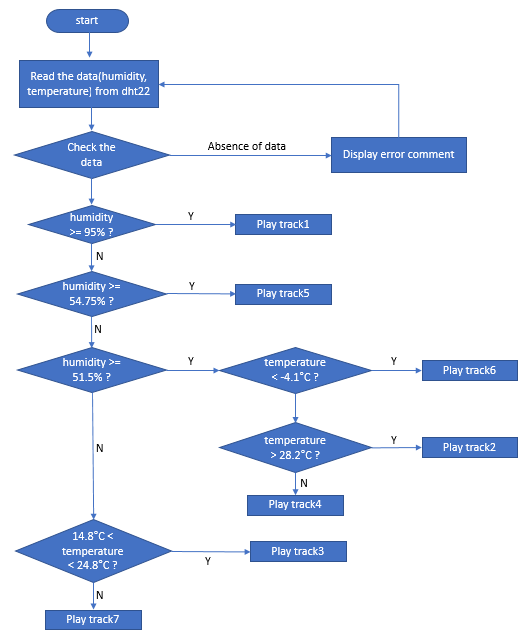 start
Read the data(humidity,
temperature) from dht22
Check the
data
Absence of data
Display error comment
humidity
>= 95% ?
Y
Play track1
N
humidity >=
54.75% ?
Y
Play track5
N
humidity >=
51.5% ?
Y
temperature
< -4.1°C ?
Y
Play track6
temperature
> 28.2°C ?
Y
Play track2
N
N
Play track4
14.8°C <
temperature
< 24.8°C ?
Y
Play track3
N
Play track7